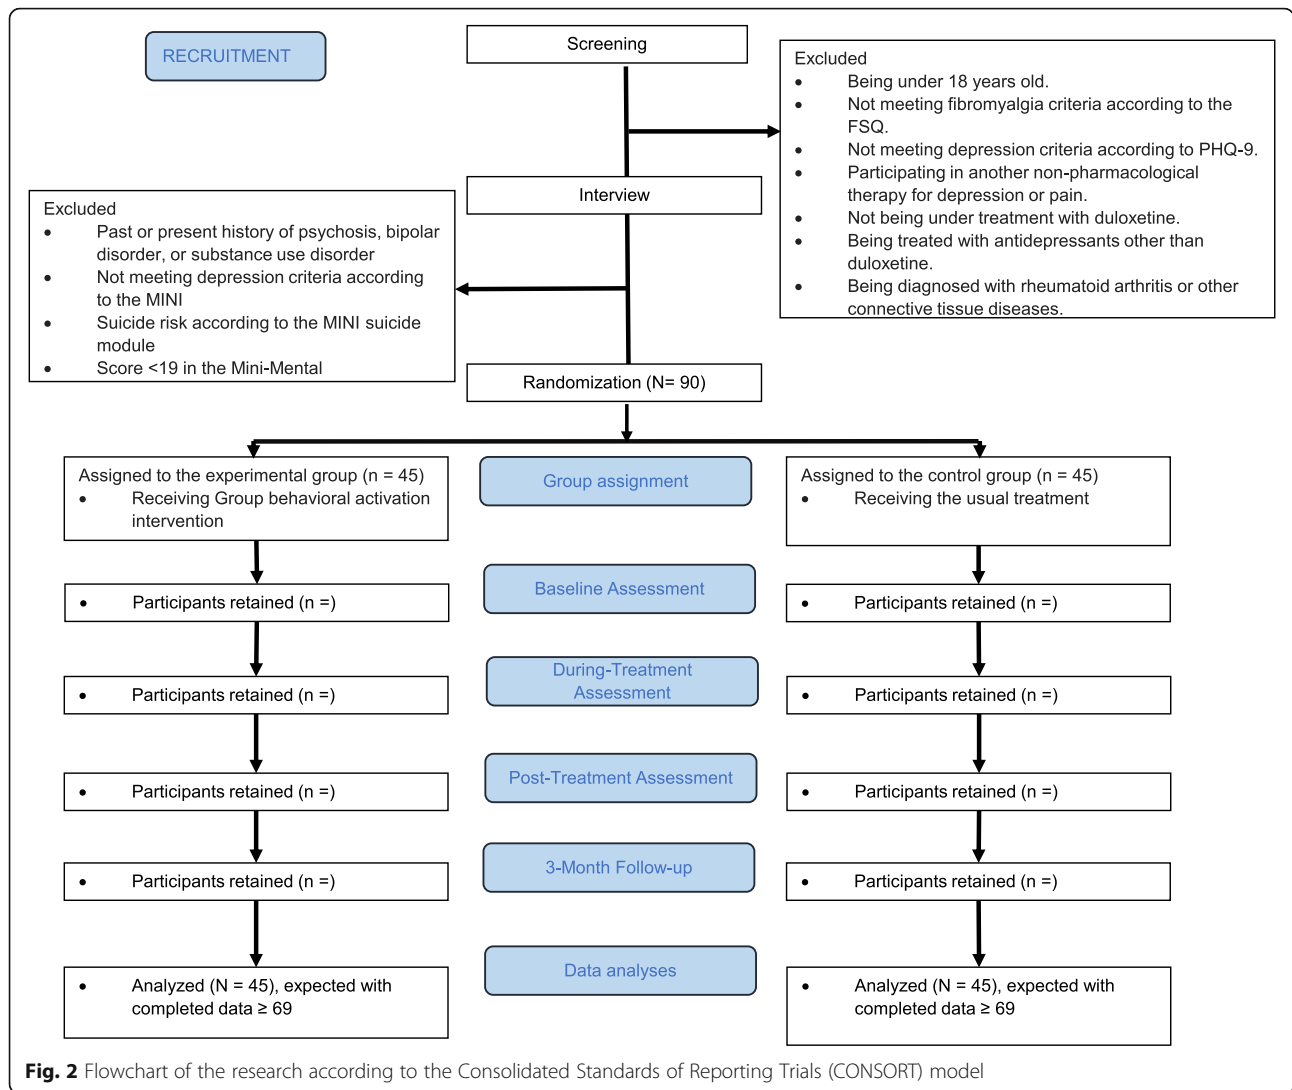 RECRUITMENT
Screening
Excluded
• Being under 18 years old.
• Not meeting fibromyalgia criteria according to the
FSQ.
• Not meeting depression criteria according to PHQ-9.
• Participating in another non-pharmacological
therapy for depression or pain.
• Not being under treatment with duloxetine.
• Being treated with antidepressants other than
duloxetine.
• Being diagnosed with rheumatoid arthritis or other
connective tissue diseases.
Interview
Excluded
• Past or present history of psychosis, bipolar
disorder, or substance use disorder
• Not meeting depression criteria according
to the MINI
• Suicide risk according to the MINI suicide
module
• Score <19 in the Mini-Mental
Randomization (N= 90)
Assigned to the experimental group (n = 45)
• Receiving Group behavioral activation
intervention
Group assignment
Assigned to the control group (n = 45)
• Receiving the usual treatment
• Participants retained (n =)
Baseline Assessment
• Participants retained (n =)
• Participants retained (n =)
During-Treatment
Assessment
• Participants retained (n =)
• Participants retained (n =)
Post-Treatment Assessment
• Participants retained (n =)
• Participants retained (n =)
3-Month Follow-up
• Participants retained (n =)
• Analyzed (N = 45), expected with
completed data ≥ 69
Data analyses
• Analyzed (N = 45), expected with
completed data ≥ 69
Fig. 2 Flowchart of the research according to the Consolidated Standards of Reporting Trials (CONSORT) model